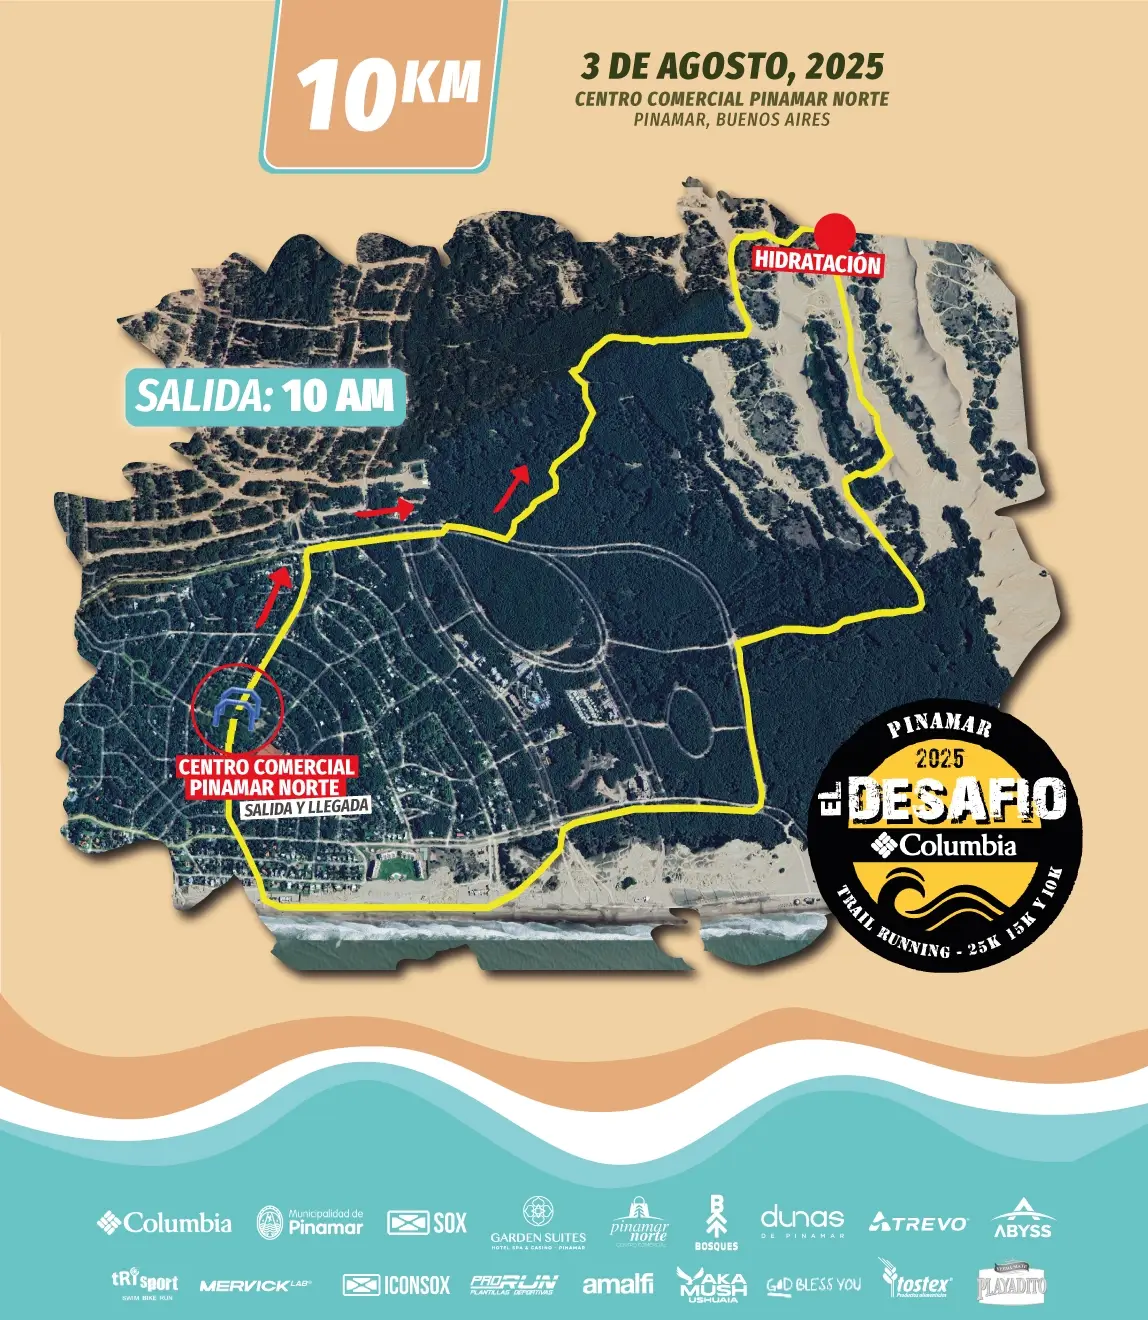 10KM
3 DE AGOSTO, 2025
CENTRO COMERCIAL PINAMAR NORTE
PINAMAR, BUENOS AIRES
HIDRATACIÓN
SALIDA: 10 AM
CENTRO COMERCIAL
PINAMAR NORTE
SALIDA Y LLEGADA
PINAMAR
2025
EL DESAFIO
Columbia
TRAIL RUNNING - 25K 15K Y 10K
Columbia
Municipalidad de
Pinamar
SOX
GARDEN SUITES
HOTEL SPA & CASINO - PINAMAR
pinamar
norte
BOSQUES
dunas
DE PINAMAR
ATREVO
ABYSS
tRi sport
SWIM BIKE RUN
MERVICK LAB
ICONSOX
PRORUN
PLANTILLAS DEPORTIVAS
amalfi
YAKA
MUSH
USHUAIA
GOD BLESS YOU
tostex
Productos alimenticios
PLAYADITO